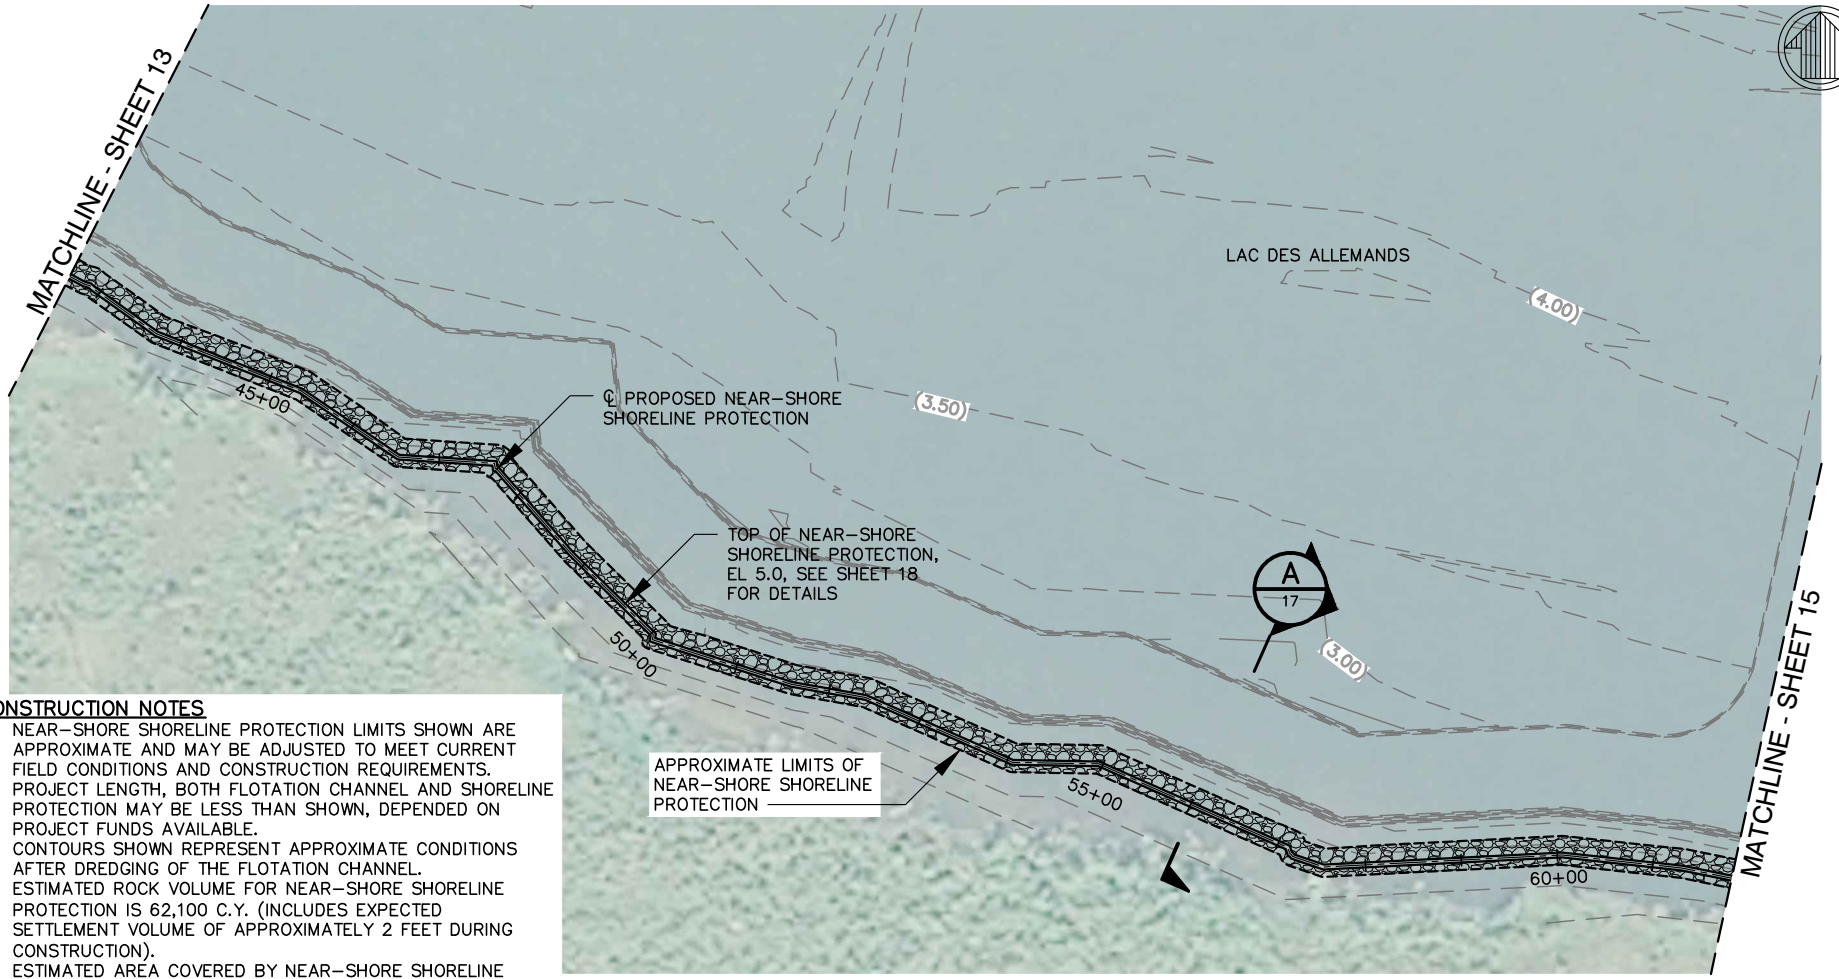 MATCHLINE - SHEET 13
LAC DES ALLEMANDS
(4.00)
(3.50)
℄ PROPOSED NEAR-SHORE
SHORELINE PROTECTION
45+00
TOP OF NEAR-SHORE
SHORELINE PROTECTION,
EL 5.0, SEE SHEET 18
FOR DETAILS
A
17
(3.00)
50+00
APPROXIMATE LIMITS OF
NEAR-SHORE SHORELINE
PROTECTION
55+00
60+00
MATCHLINE - SHEET 15
ONSTRUCTION NOTES
NEAR-SHORE SHORELINE PROTECTION LIMITS SHOWN ARE
APPROXIMATE AND MAY BE ADJUSTED TO MEET CURRENT
FIELD CONDITIONS AND CONSTRUCTION REQUIREMENTS.
PROJECT LENGTH, BOTH FLOTATION CHANNEL AND SHORELINE
PROTECTION MAY BE LESS THAN SHOWN, DEPENDED ON
PROJECT FUNDS AVAILABLE.
CONTOURS SHOWN REPRESENT APPROXIMATE CONDITIONS
AFTER DREDGING OF THE FLOTATION CHANNEL.
ESTIMATED ROCK VOLUME FOR NEAR-SHORE SHORELINE
PROTECTION IS 62,100 C.Y. (INCLUDES EXPECTED
SETTLEMENT VOLUME OF APPROXIMATELY 2 FEET DURING
CONSTRUCTION).
ESTIMATED AREA COVERED BY NEAR-SHORE SHORELINE